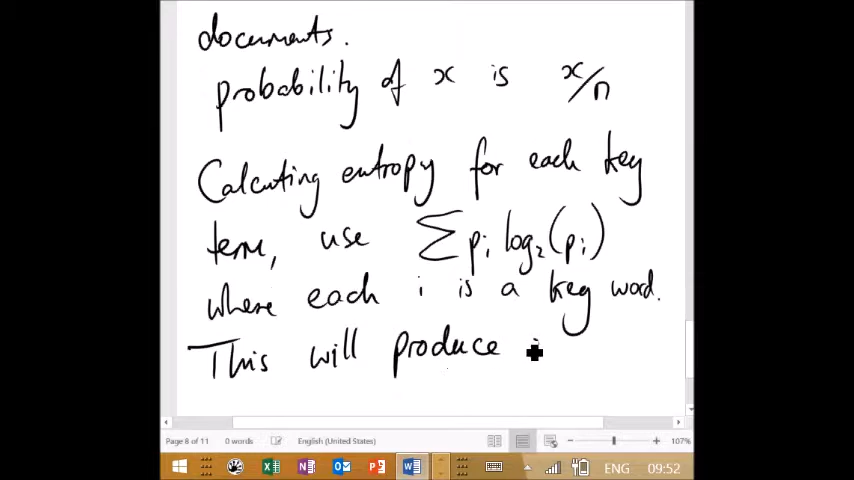 documents.
probability of x is x/n
Calcuting entropy for each key
term, use ∑ pᵢ log₂(pᵢ)
where each i is a key word.
This will produce
Page 8 of 11 0 words English (United States) 107%
ENG 09:52